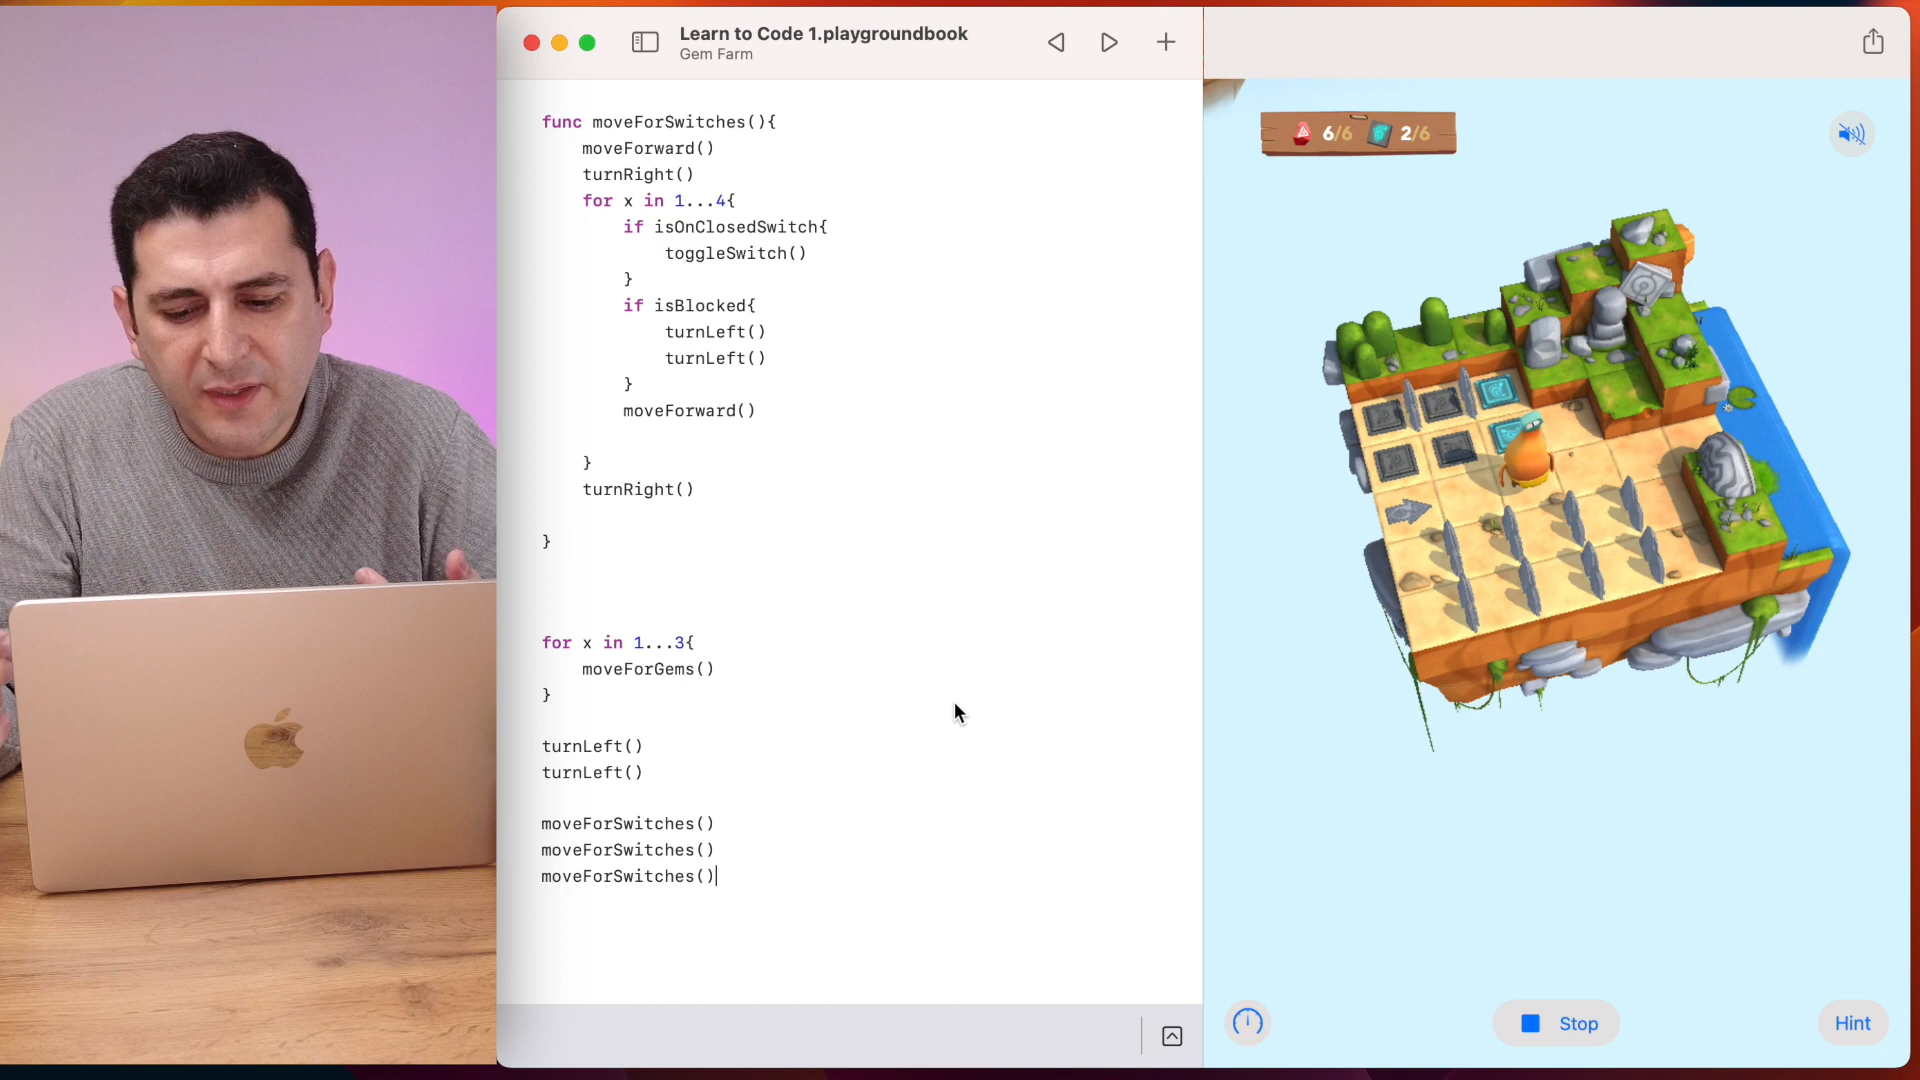 Learn to Code 1.playgroundbook
Gem Farm
func moveForSwitches(){
moveForward()
turnRight()
for x in 1...4{
if isOnClosedSwitch{
toggleSwitch()
}
if isBlocked{
turnLeft()
turnLeft()
}
moveForward()
}
turnRight()
}
for x in 1...3{
moveForGems()
}
turnLeft()
turnLeft()
moveForSwitches()
moveForSwitches()
moveForSwitches()
6/6 2/6
Stop
Hint